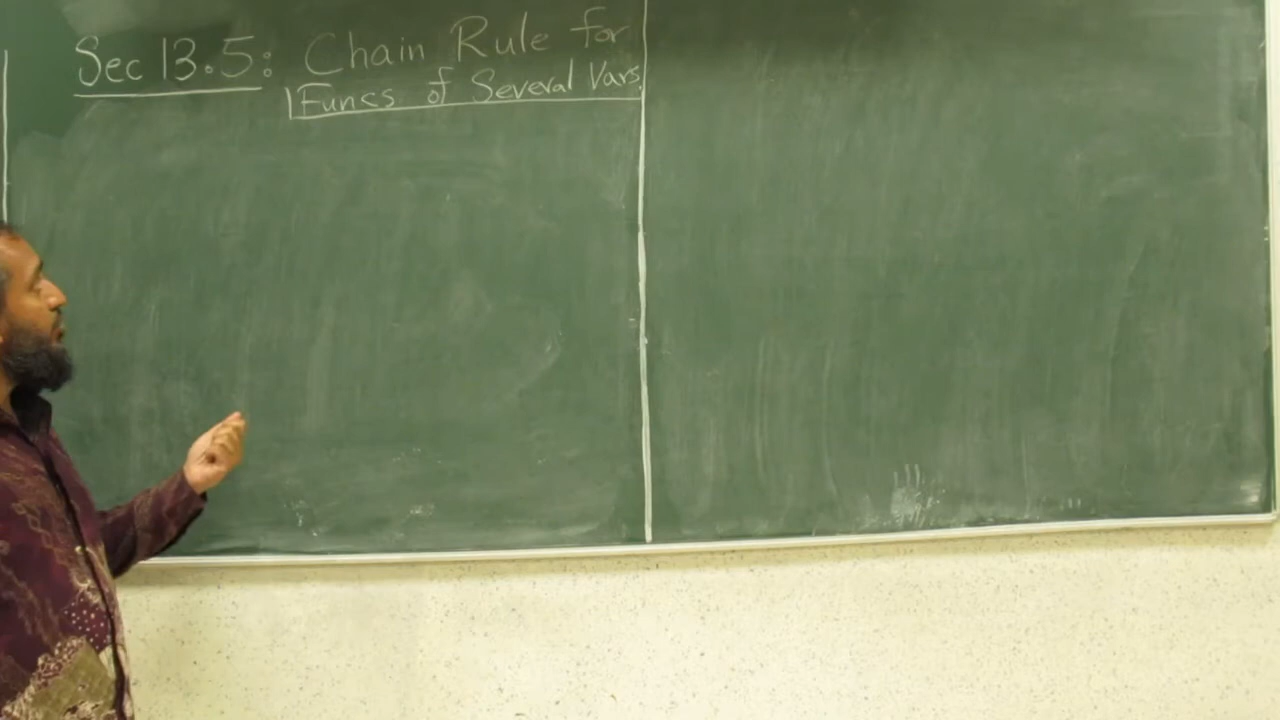 Sec 13.5: Chain Rule for
Funcs of Several Vars.